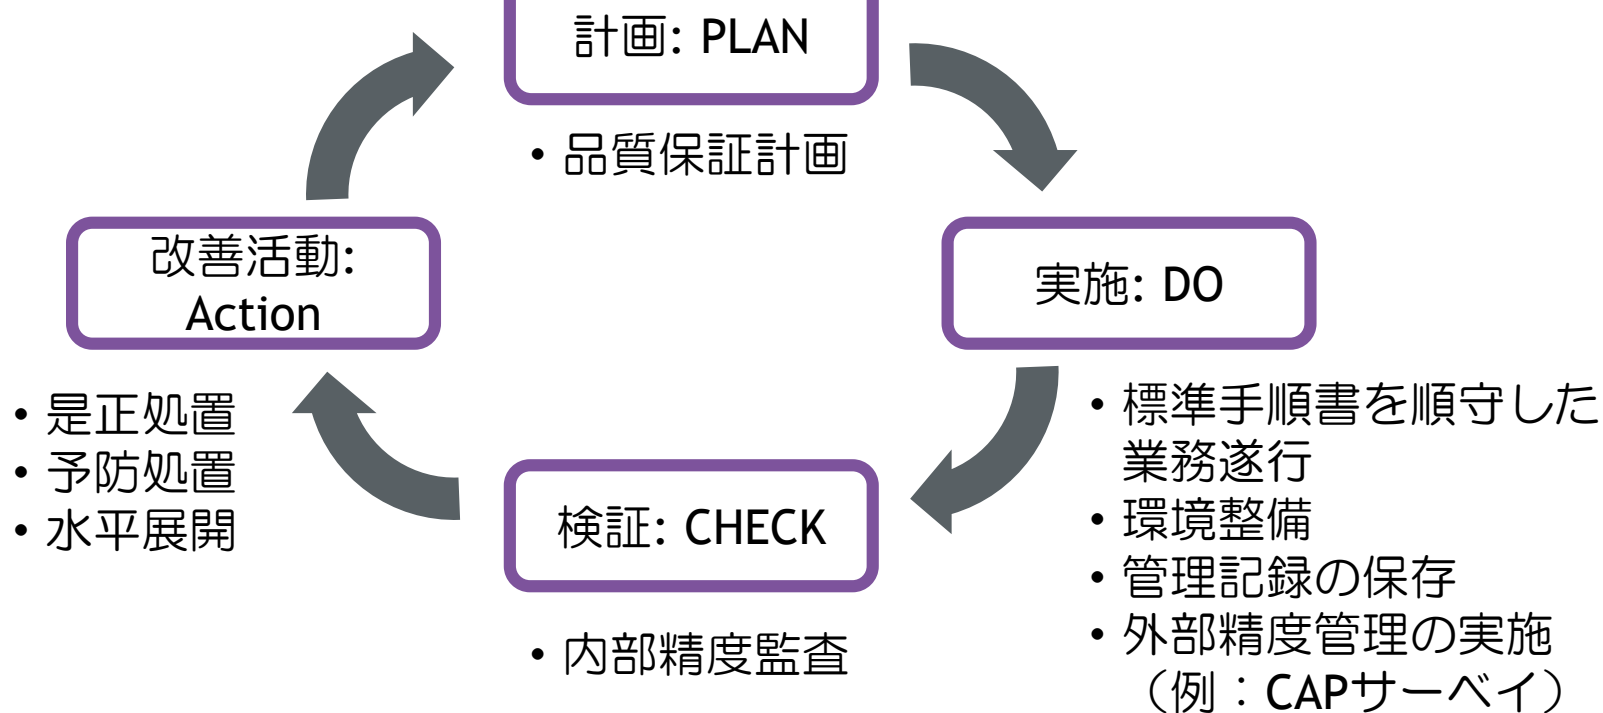 計画: PLAN
• 品質保証計画
改善活動:
Action
実施: DO
• 是正処置
• 予防処置
• 水平展開
検証: CHECK
• 内部精度監査
• 標準手順書を順守した
業務遂行
• 環境整備
• 管理記録の保存
• 外部精度管理の実施
（例：CAPサーベイ）